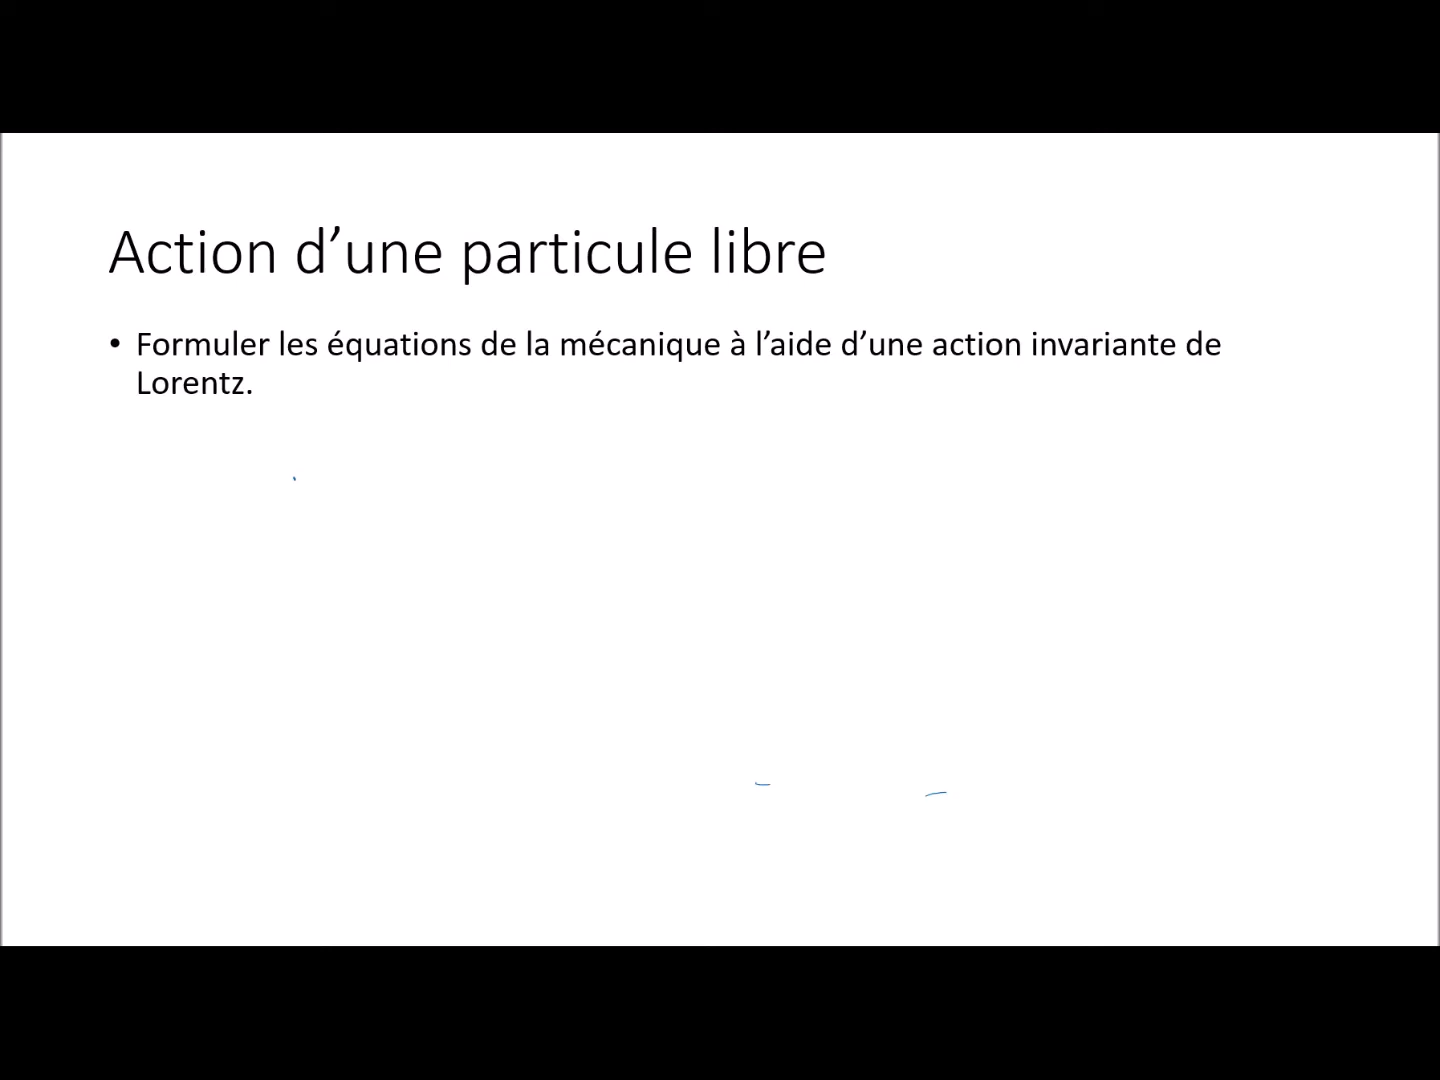 Action d’une particule libre
• Formuler les équations de la mécanique à l’aide d’une action invariante de
Lorentz.